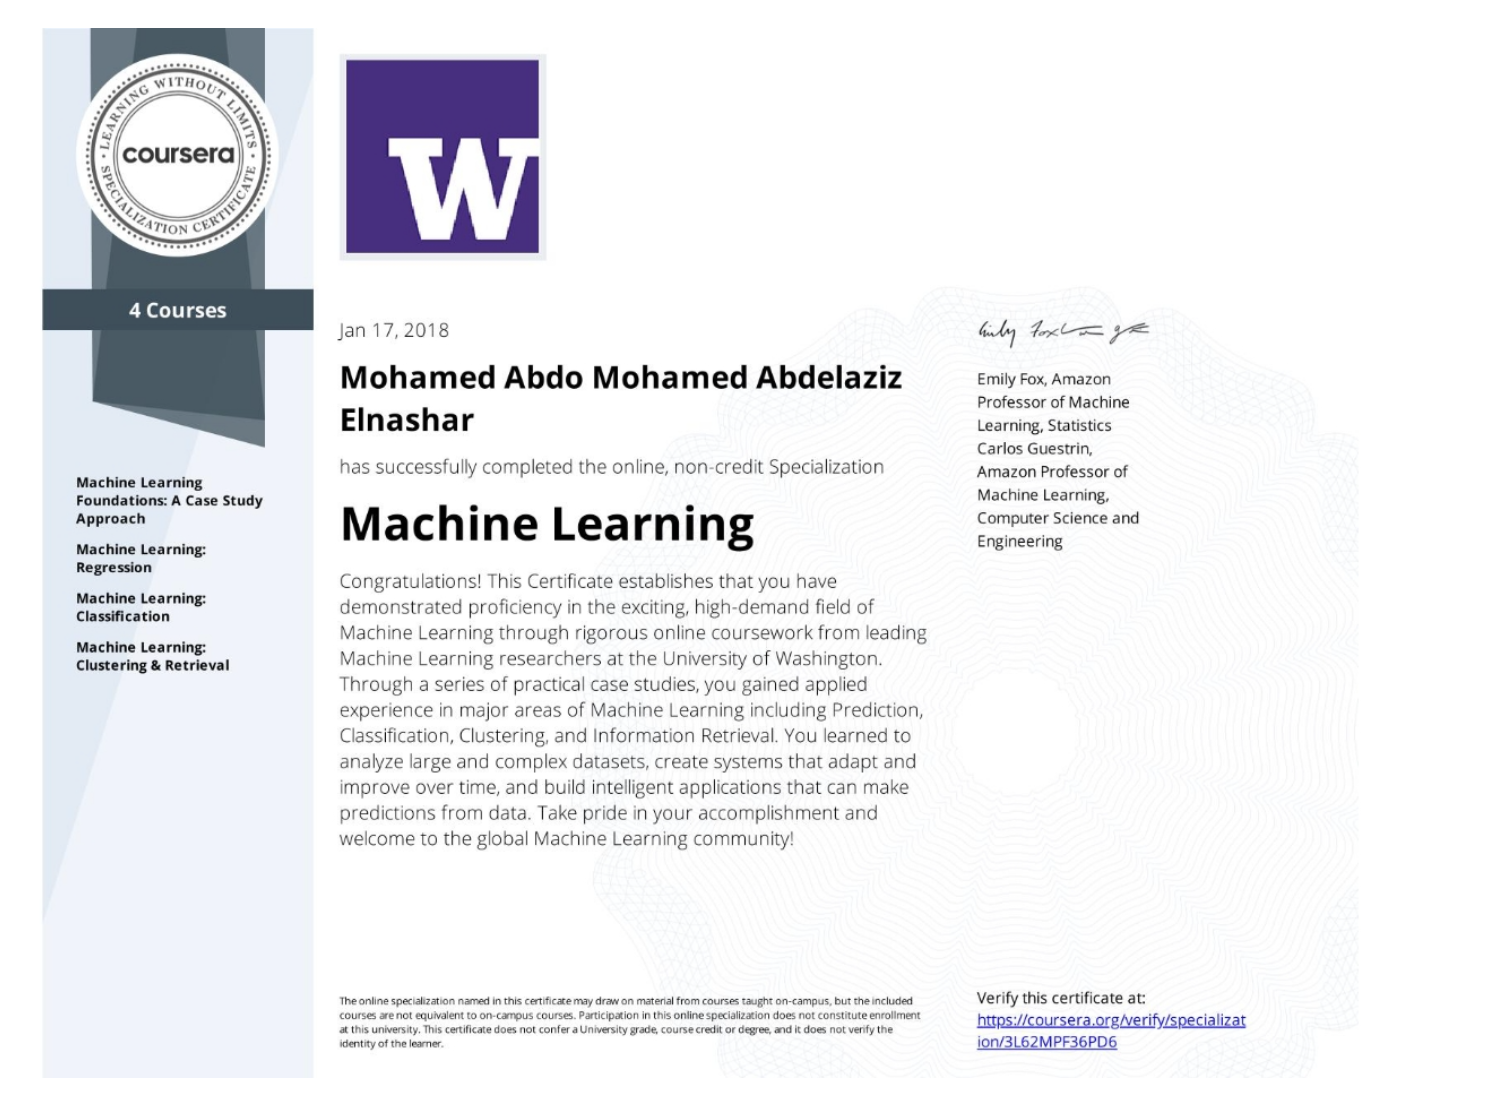 LEARNING WITHOUT LIMITS
coursera
SPECIALIZATION CERTIFICATE
4 Courses
Machine Learning
Foundations: A Case Study
Approach
Machine Learning:
Regression
Machine Learning:
Classification
Machine Learning:
Clustering & Retrieval
W
Jan 17, 2018
Mohamed Abdo Mohamed Abdelaziz
Elnashar
has successfully completed the online, non-credit Specialization
Machine Learning
Congratulations! This Certificate establishes that you have
demonstrated proficiency in the exciting, high-demand field of
Machine Learning through rigorous online coursework from leading
Machine Learning researchers at the University of Washington.
Through a series of practical case studies, you gained applied
experience in major areas of Machine Learning including Prediction,
Classification, Clustering, and Information Retrieval. You learned to
analyze large and complex datasets, create systems that adapt and
improve over time, and build intelligent applications that can make
predictions from data. Take pride in your accomplishment and
welcome to the global Machine Learning community!
Emily Fox, Amazon
Professor of Machine
Learning, Statistics
Carlos Guestrin,
Amazon Professor of
Machine Learning,
Computer Science and
Engineering
The online specialization named in this certificate may draw on material from courses taught on-campus, but the included
courses are not equivalent to on-campus courses. Participation in this online specialization does not constitute enrollment
at this university. This certificate does not confer a University grade, course credit or degree, and it does not verify the
identity of the learner.
Verify this certificate at:
https://coursera.org/verify/specializat
ion/3L62MPF36PD6